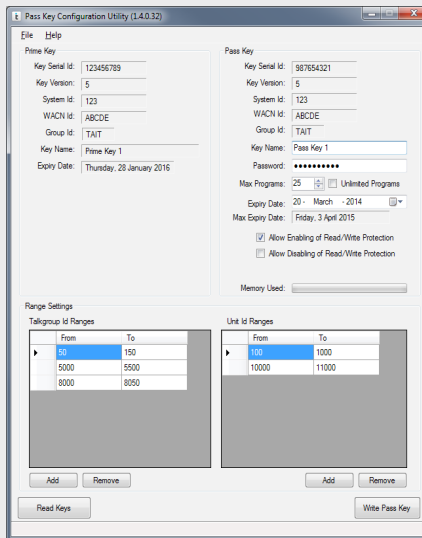 Pass Key Configuration Utility (1.4.0.32)
File Help
Prime Key
Key Serial Id: 123456789
Key Version: 5
System Id: 123
WACN Id: ABCDE
Group Id: TAIT
Key Name: Prime Key 1
Expiry Date: Thursday, 28 January 2016
Pass Key
Key Serial Id: 987654321
Key Version: 5
System Id: 123
WACN Id: ABCDE
Group Id: TAIT
Key Name: Pass Key 1
Password: ••••••••••
Max Programs: 25 Unlimited Programs
Expiry Date: 20 - March - 2014
Max Expiry Date: Friday, 3 April 2015
Allow Enabling of Read/Write Protection
Allow Disabling of Read/Write Protection
Memory Used:
Range Settings
Talkgroup Id Ranges
From To
50 150
5000 5500
8000 8050
Add Remove
Unit Id Ranges
From To
100 1000
10000 11000
Add Remove
Read Keys
Write Pass Key